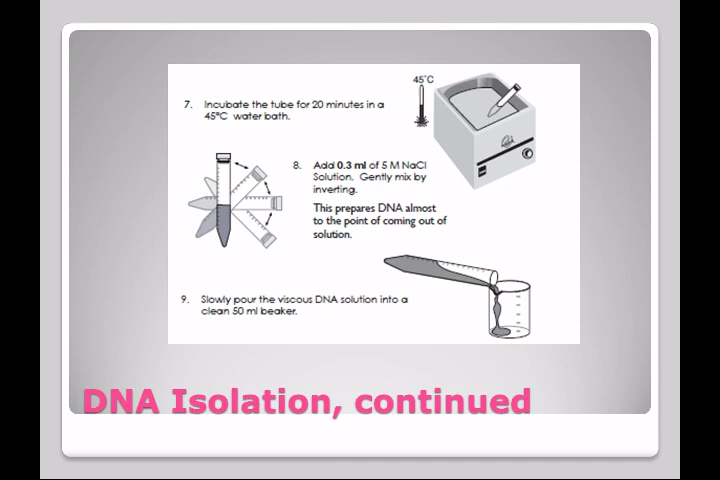 45°C
7. Incubate the tube for 20 minutes in a
45°C water bath.
8. Add 0.3 ml of 5 M NaCl
Solution. Gently mix by
inverting.
This prepares DNA almost
to the point of coming out of
solution.
9. Slowly pour the viscous DNA solution into a
clean 50 ml beaker.
DNA Isolation, continued